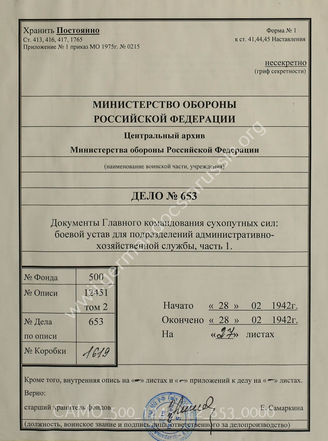 Хранить Постоянно
Форма № 1
Ст. 413, 416, 417, 1765
к ст. 41,44,45 Наставления
Приложение № 1 приказ МО 1975г. № 0215
несекретно
(гриф секретности)
МИНИСТЕРСТВО ОБОРОНЫ
РОССИЙСКОЙ ФЕДЕРАЦИИ
Центральный архив
Министерства обороны Российской Федерации
(наименование воинской части, учреждения)
ДЕЛО № 653
Документы Главного командования сухопутных сил:
боевой устав для подразделений административно-
хозяйственной службы, часть 1.
№ Фонда 500
№ Описи 12451
том 2
№ Дела 653
по описи
№ Коробки 1619
Начато « 28 » 02 1942г.
Окончено « 28 » 02 1942г.
На «27» листах
Кроме того, внутренняя опись на «–» листах и «–» приложений к делу на «–» листах.
Верно:
старший хранитель фондов
Е. Самаркина
(должность, воинское звание и подпись лица, ответственного за дело)